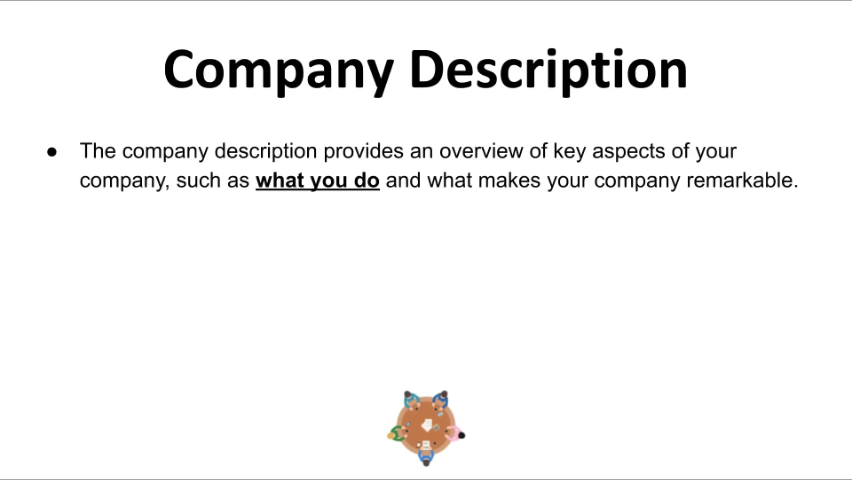 Company Description
● The company description provides an overview of key aspects of your
company, such as what you do and what makes your company remarkable.